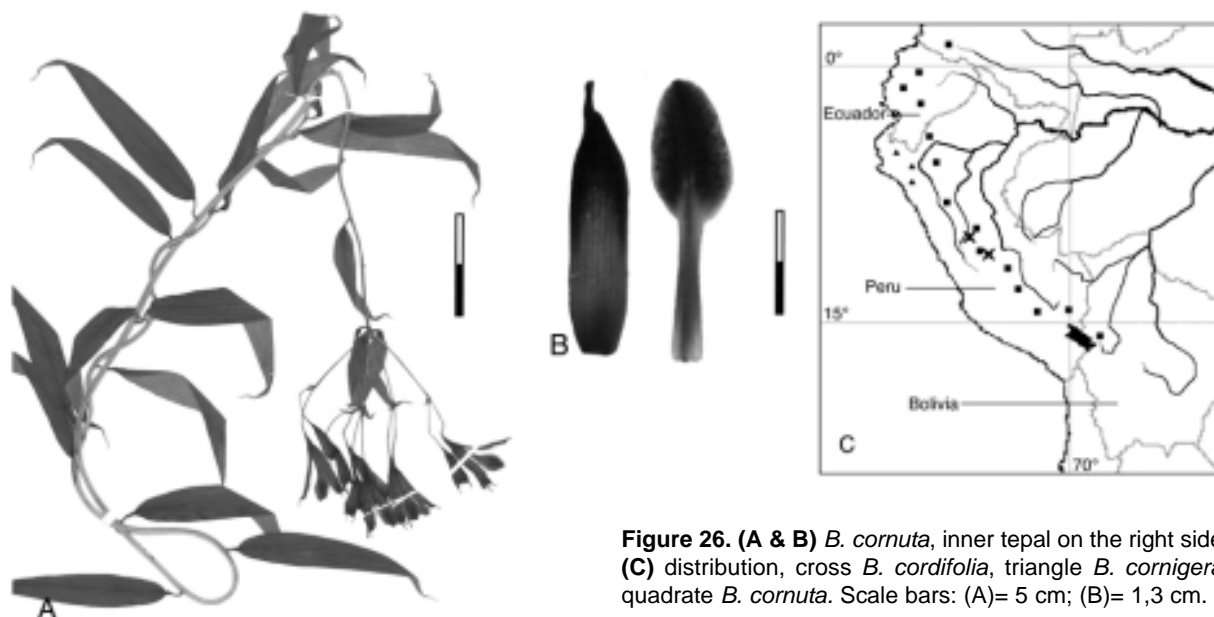 A
B
0°
Ecuador
Peru
15°
Bolivia
C
70°
Figure 26. (A & B) B. cornuta, inner tepal on the right side
(C) distribution, cross B. cordifolia, triangle B. cornigera
quadrate B. cornuta. Scale bars: (A)= 5 cm; (B)= 1,3 cm.